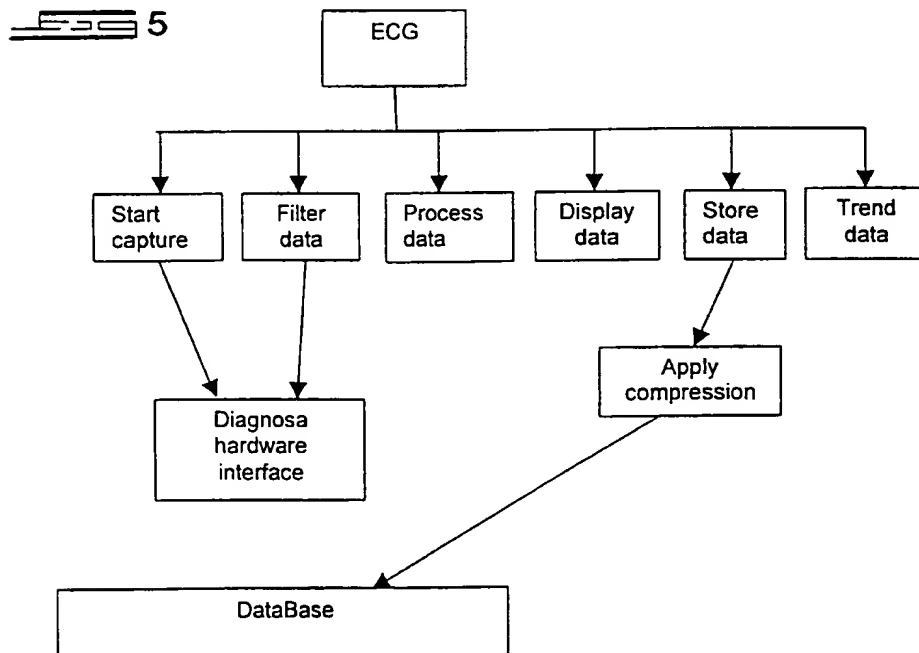 5
ECG
Start
capture
Filter
data
Process
data
Display
data
Store
data
Trend
data
Apply
compression
Diagnosa
hardware
interface
DataBase